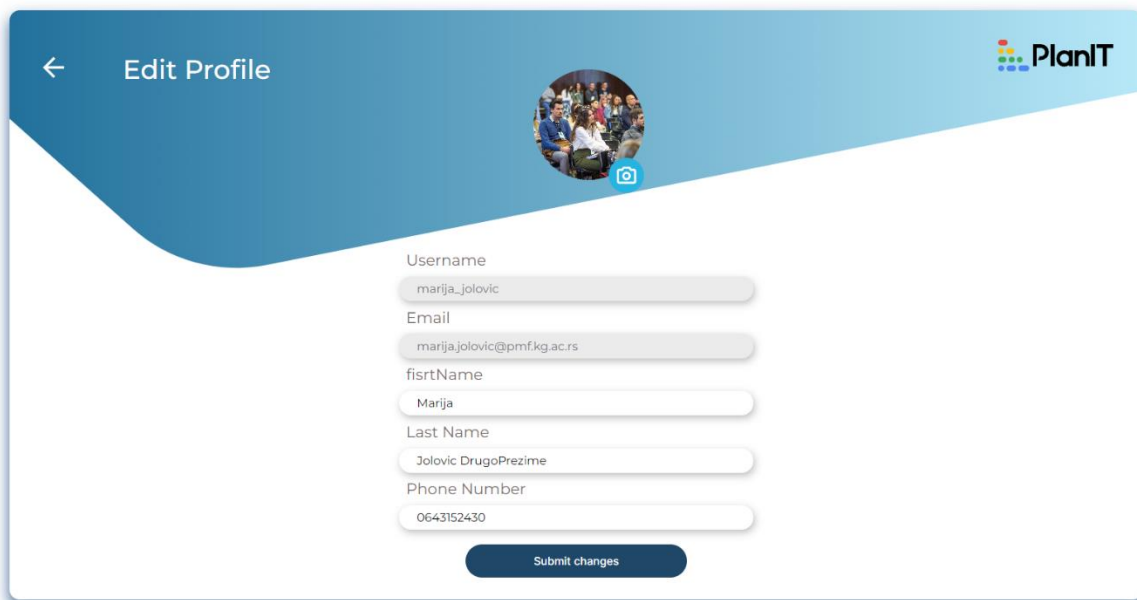 Edit Profile
PlanIT
Username
marija_jolovic
Email
marija.jolovic@pmf.kg.ac.rs
fisrtName
Marija
Last Name
Jolovic DrugoPrezime
Phone Number
0643152430
Submit changes